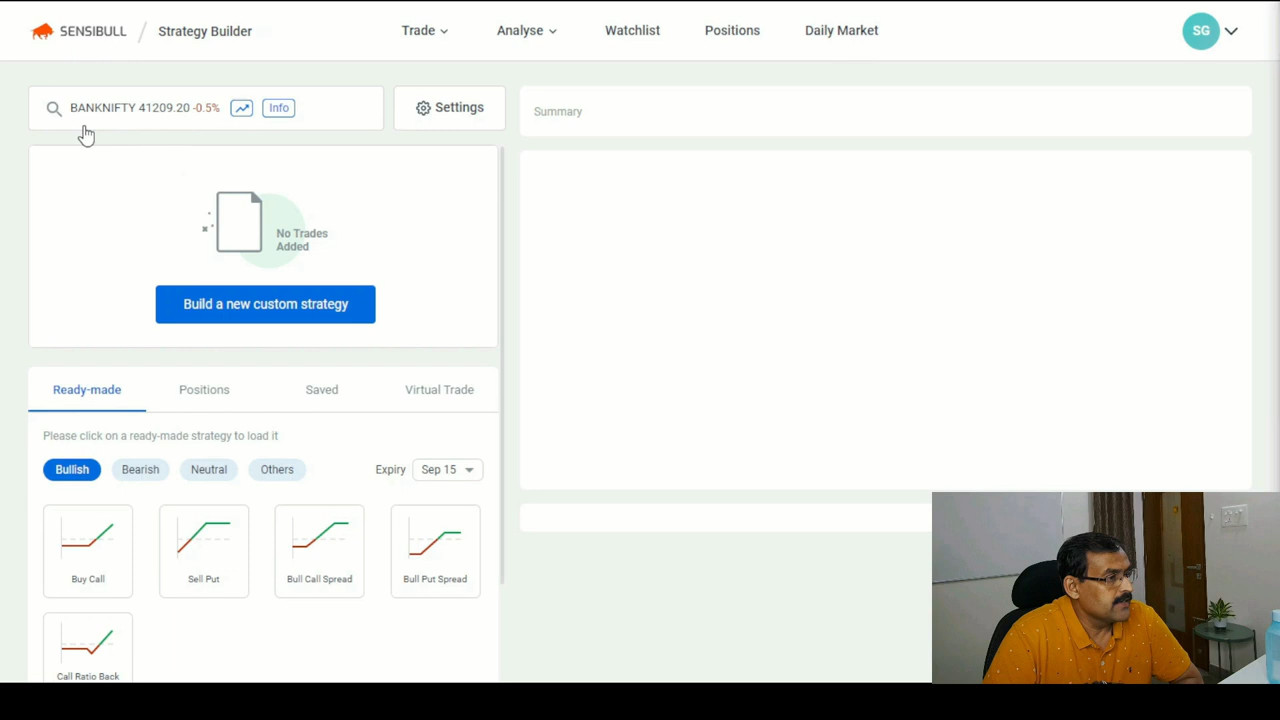 SENSIBULL / Strategy Builder
Trade
Analyse
Watchlist
Positions
Daily Market
SG
BANKNIFTY 41209.20 -0.5%
Info
Settings
Summary
No Trades
Added
Build a new custom strategy
Ready-made
Positions
Saved
Virtual Trade
Please click on a ready-made strategy to load it
Bullish
Bearish
Neutral
Others
Expiry
Sep 15
Buy Call
Sell Put
Bull Call Spread
Bull Put Spread
Call Ratio Back